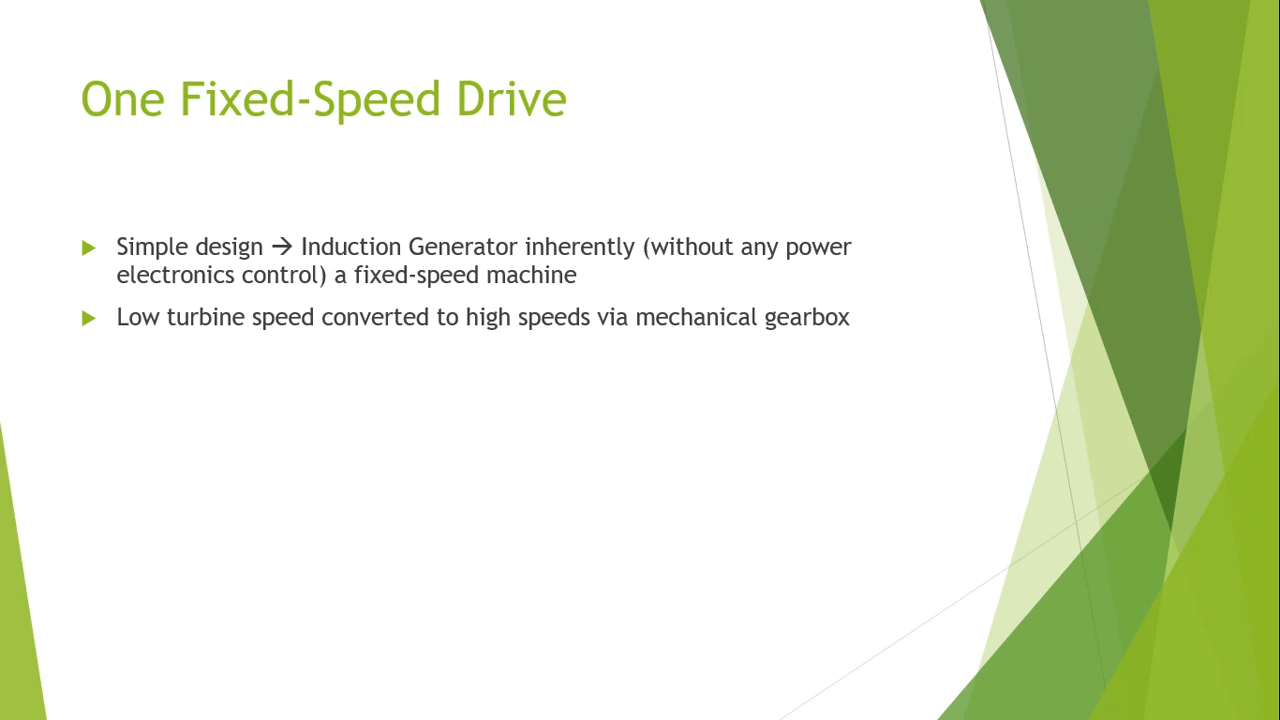 One Fixed-Speed Drive
Simple design → Induction Generator inherently (without any power
electronics control) a fixed-speed machine
Low turbine speed converted to high speeds via mechanical gearbox